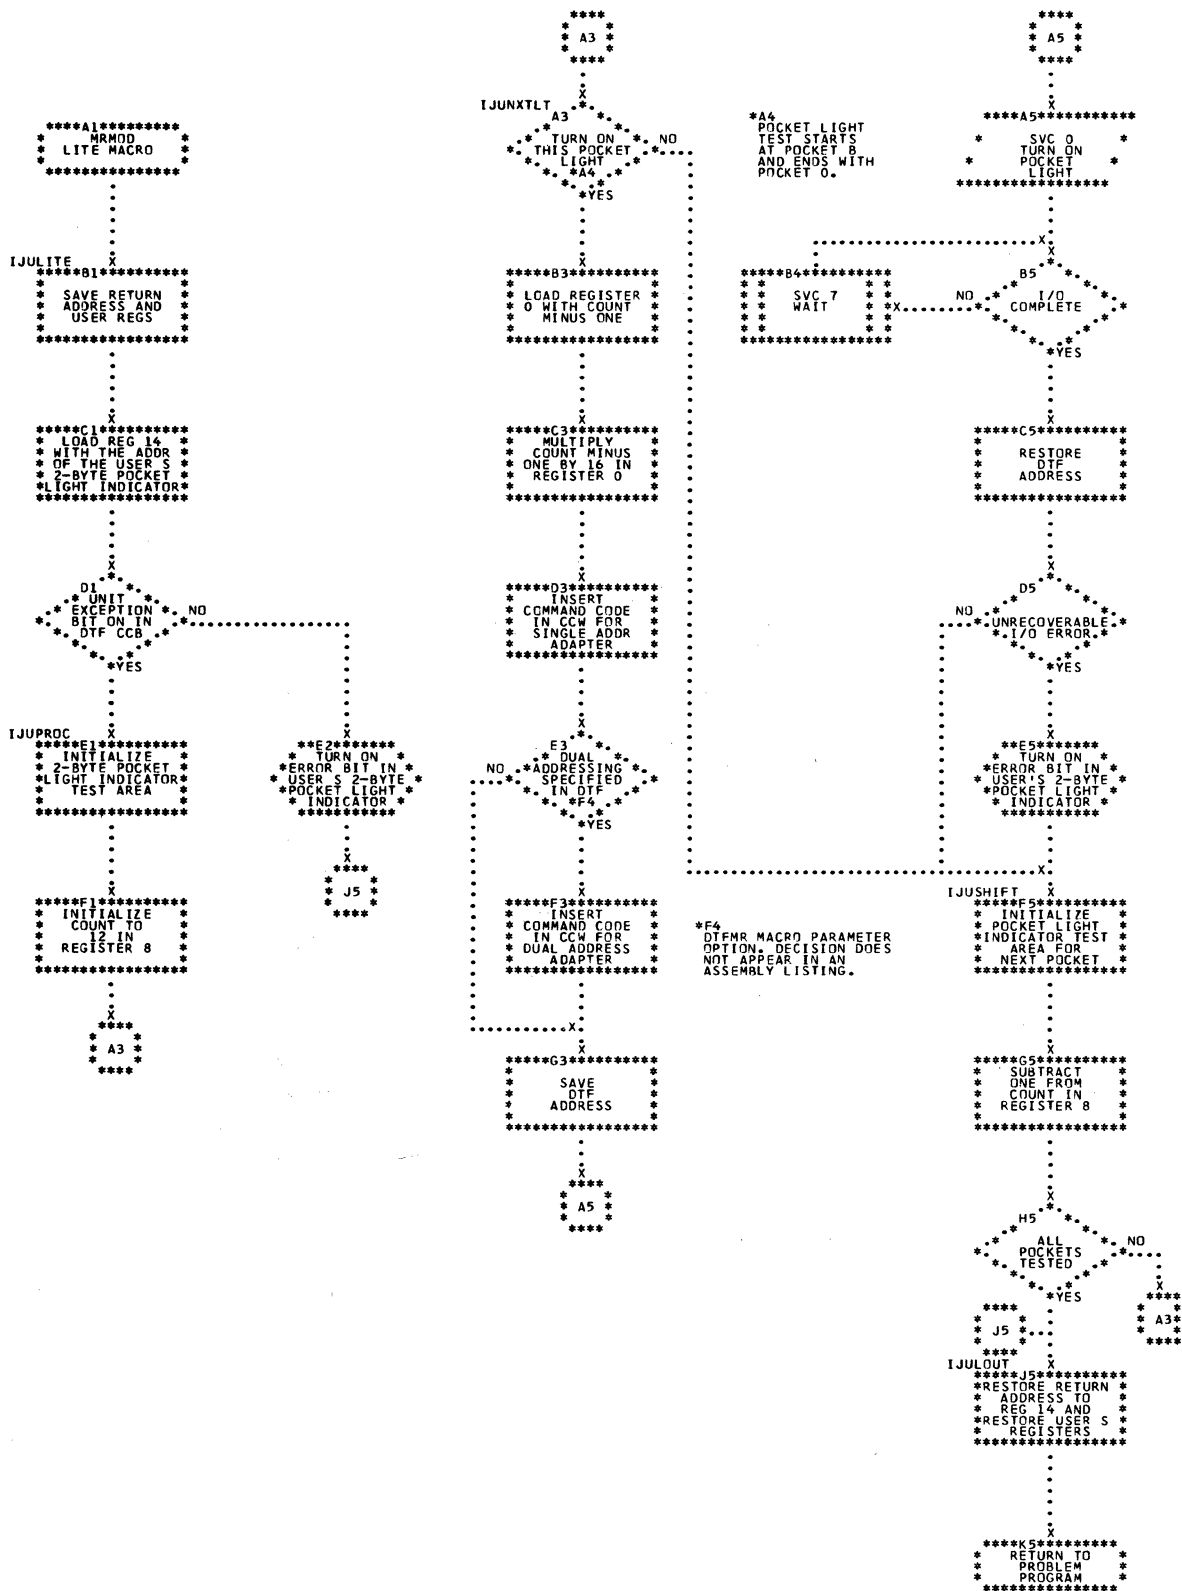 A1
MRMOD
LITE MACRO
IJULITE
B1
SAVE RETURN
ADDRESS AND
USER REGS
C1
LOAD REG 14
WITH THE ADDR
OF THE USER S
2-BYTE POCKET
LIGHT INDICATOR
D1
UNIT
EXCEPTION
BIT ON IN
DTF CCB
NO
YES
IJUPROC
E1
INITIALIZE
2-BYTE POCKET
LIGHT INDICATOR
TEST AREA
E2
TURN ON
ERROR BIT IN
USER S 2-BYTE
POCKET LIGHT
INDICATOR
J5
F1
INITIALIZE
COUNT TO
12 IN
REGISTER 8
A3
A3
IJUNXTLT
A3
TURN ON
THIS POCKET
LIGHT
*A4
NO
YES
B3
LOAD REGISTER
0 WITH COUNT
MINUS ONE
C3
MULTIPLY
COUNT MINUS
ONE BY 16 IN
REGISTER 0
D3
INSERT
COMMAND CODE
IN CCW FOR
SINGLE ADDR
ADAPTER
E3
DUAL
ADDRESSING
SPECIFIED
IN DTF
*F4
NO
YES
F3
INSERT
COMMAND CODE
IN CCW FOR
DUAL ADDRESS
ADAPTER
G3
SAVE
DTF
ADDRESS
A5
*A4
POCKET LIGHT
TEST STARTS
AT POCKET B
AND ENDS WITH
POCKET 0.
B4
SVC 7
WAIT
*F4
DTFMR MACRO PARAMETER
OPTION. DECISION DOES
NOT APPEAR IN AN
ASSEMBLY LISTING.
A5
A5
SVC 0
TURN ON
POCKET
LIGHT
B5
I/O
COMPLETE
NO
YES
C5
RESTORE
DTF
ADDRESS
D5
UNRECOVERABLE
I/O ERROR
NO
YES
E5
TURN ON
ERROR BIT IN
USER'S 2-BYTE
POCKET LIGHT
INDICATOR
IJUSHIFT
F5
INITIALIZE
POCKET LIGHT
INDICATOR TEST
AREA FOR
NEXT POCKET
G5
SUBTRACT
ONE FROM
COUNT IN
REGISTER 8
H5
ALL
POCKETS
TESTED
NO
YES
A3
J5
IJULOUT
J5
RESTORE RETURN
ADDRESS TO
REG 14 AND
RESTORE USER S
REGISTERS
K5
RETURN TO
PROBLEM
PROGRAM